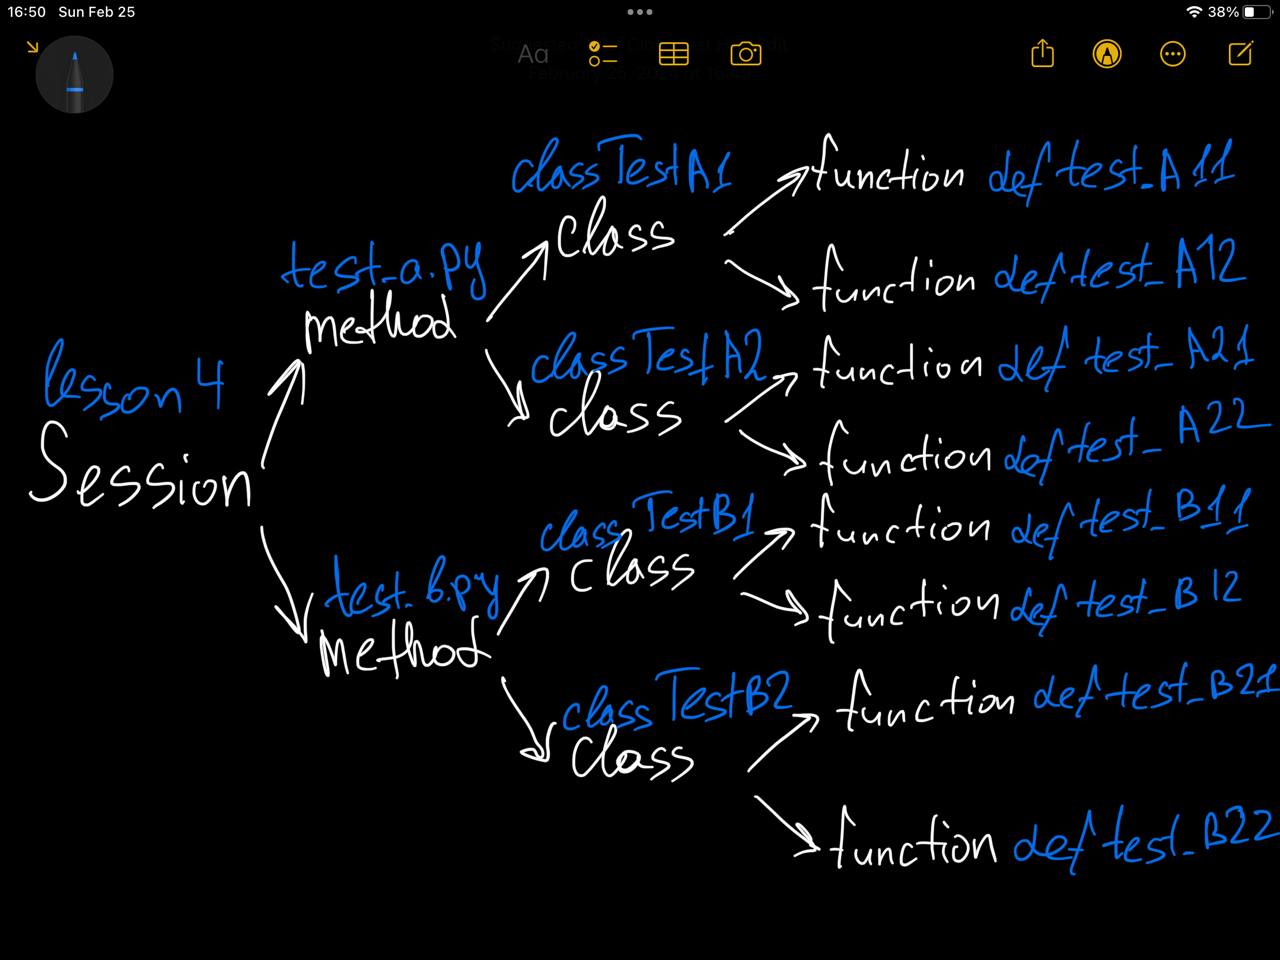 16:50 Sun Feb 25
38%
Aa
class TestA1
function def test_A11
class
test_a.py
function def test_A12
method
class TestA2
function def test_A21
lesson 4
class
function def test_A22
Session
class TestB1
function def test_B11
class
test_b.py
function def test_B12
method
class TestB2
function def test_B21
class
function def test_B22